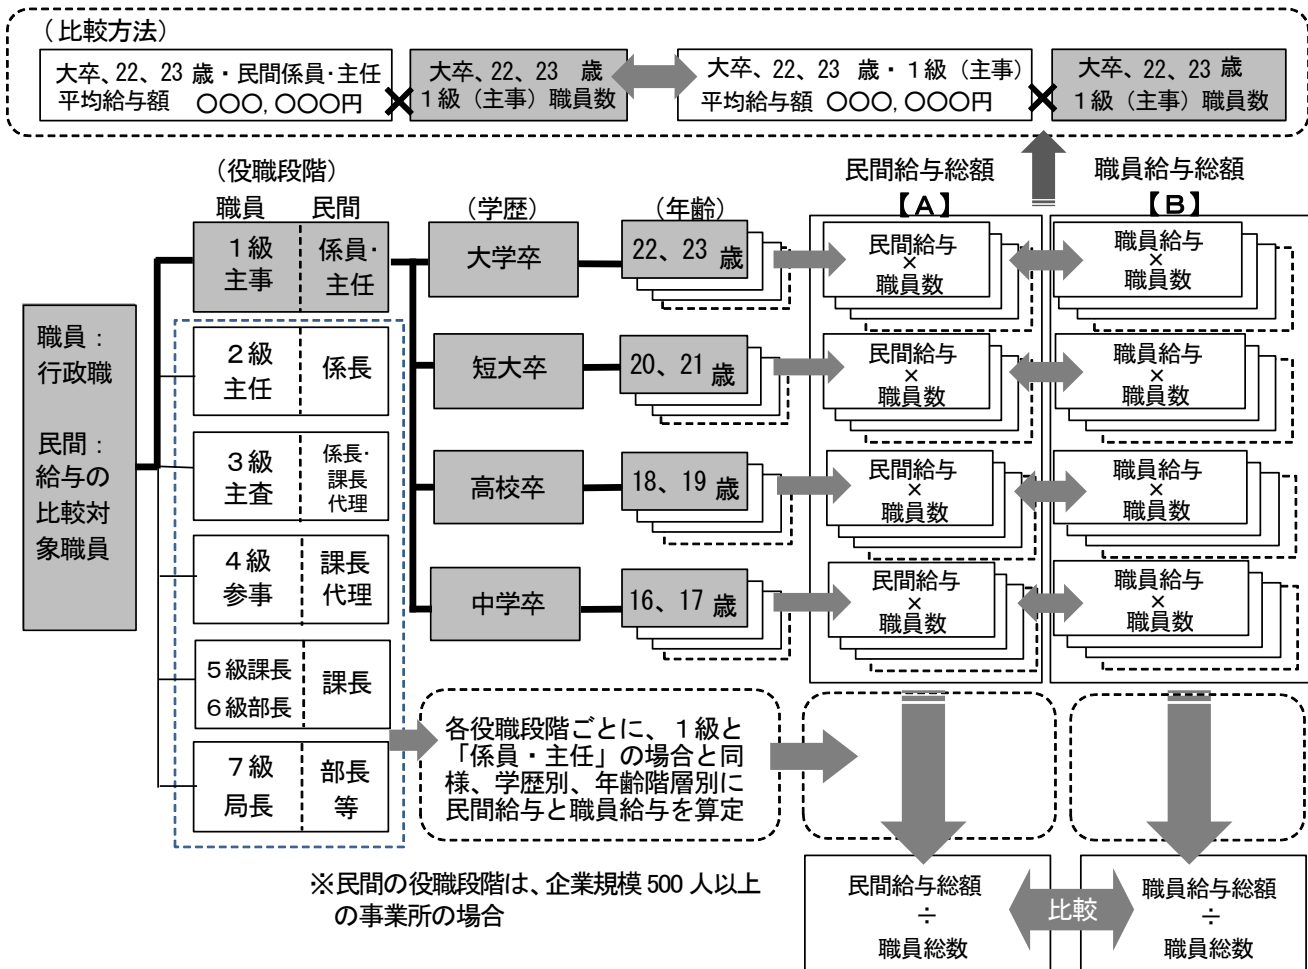 (比較方法)
大卒、22、23 歳・民間係員・主任
平均給与額 〇〇〇,〇〇〇円
×
大卒、22、23 歳
1級（主事）職員数
大卒、22、23 歳・1級（主事）
平均給与額 〇〇〇,〇〇〇円
×
大卒、22、23 歳
1級（主事）職員数
（役職段階）
職員 民間
（学歴）
（年齢）
民間給与総額
【A】
職員給与総額
【B】
職員：
行政職
民間：
給与の
比較対
象職員
1級
主事
係員・
主任
大学卒
22、23 歳
民間給与
×
職員数
職員給与
×
職員数
2級
主任
係長
短大卒
20、21 歳
民間給与
×
職員数
職員給与
×
職員数
3級
主査
係長・
課長
代理
高校卒
18、19 歳
民間給与
×
職員数
職員給与
×
職員数
4級
参事
課長
代理
中学卒
16、17 歳
民間給与
×
職員数
職員給与
×
職員数
5級課長
6級部長
課長
7級
局長
部長
等
各役職段階ごとに、1級と
「係員・主任」の場合と同
様、学歴別、年齢階層別に
民間給与と職員給与を算定
※民間の役職段階は、企業規模 500 人以上
の事業所の場合
民間給与総額
÷
職員総数
比較
職員給与総額
÷
職員総数